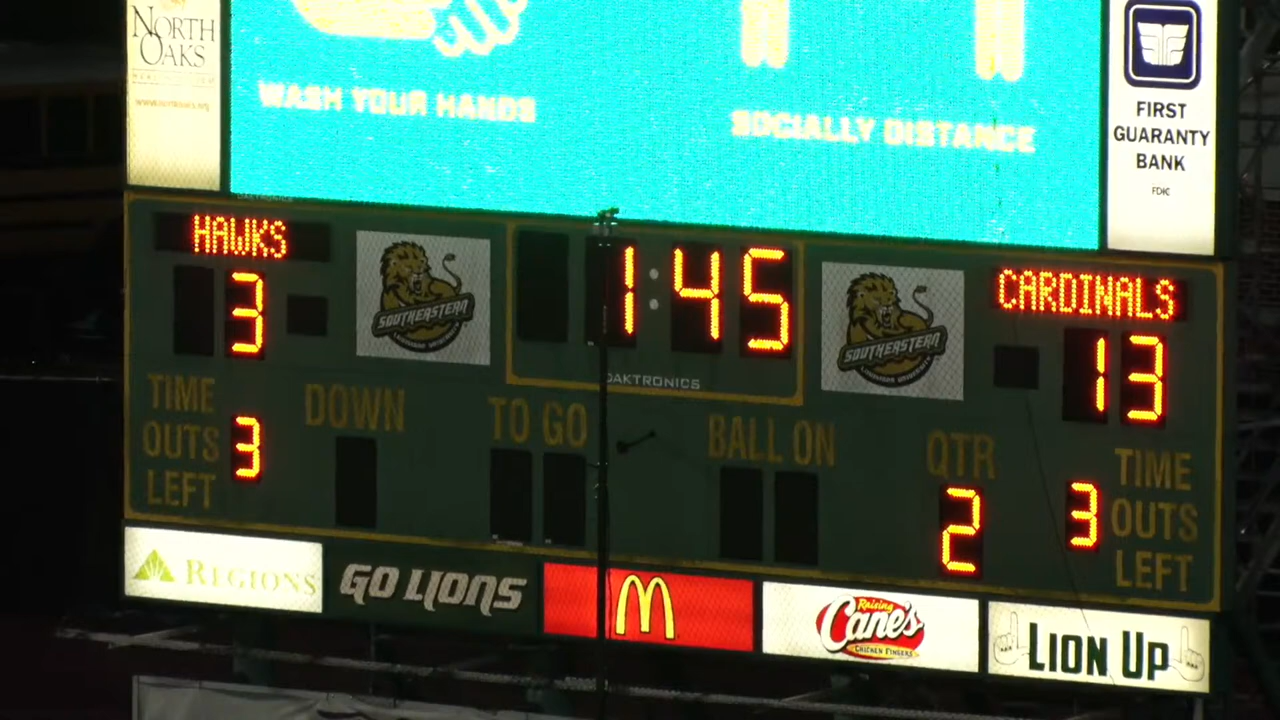 NORTH
OAKS
WASH YOUR HANDS
SOCIALLY DISTANCE
FIRST
GUARANTY
BANK
FDIC
HAWKS
3
SOUTHEASTERN
1:45
DAKTRONICS
SOUTHEASTERN
CARDINALS
13
TIME
OUTS
LEFT
3
DOWN
TO GO
BALL ON
QTR
2
3
TIME
OUTS
LEFT
REGIONS
GO LIONS
Raising
Cane's
CHICKEN FINGERS
LION UP